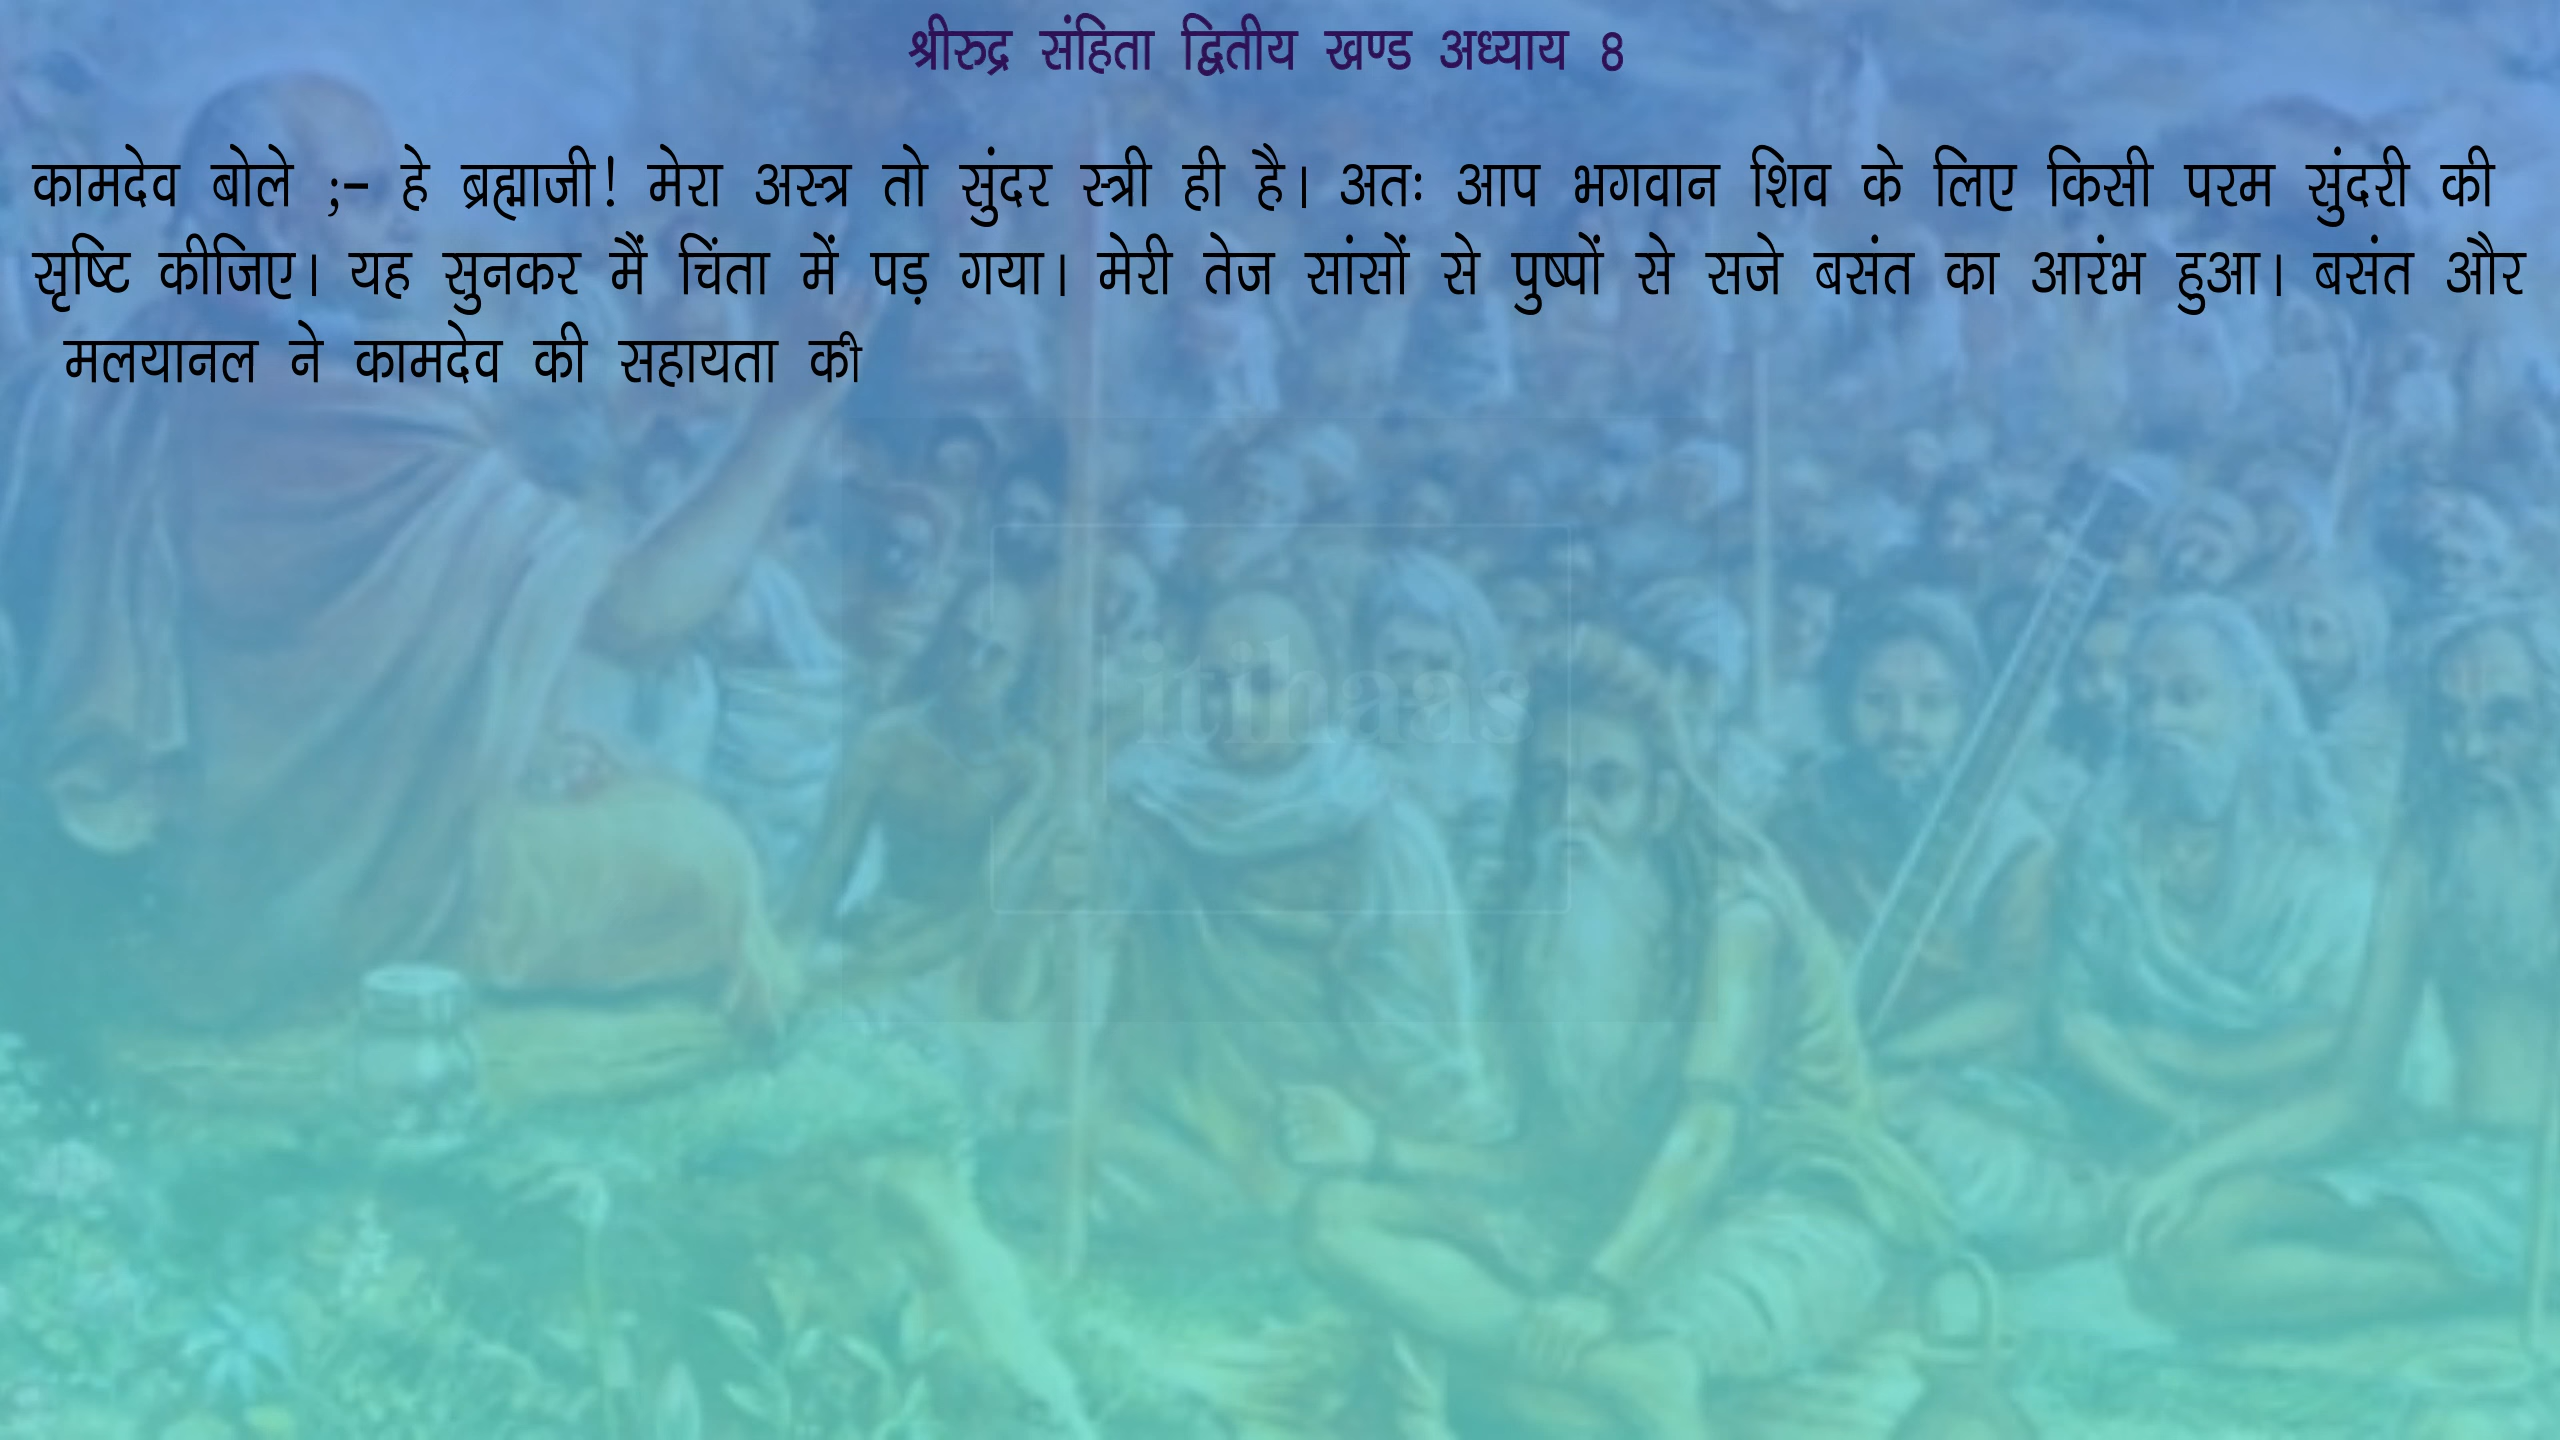 श्रीरुद्र संहिता द्वितीय खण्ड अध्याय 8
कामदेव बोले ;- हे ब्रह्माजी! मेरा अस्त्र तो सुंदर स्त्री ही है। अतः आप भगवान शिव के लिए किसी परम सुंदरी की
सृष्टि कीजिए। यह सुनकर मैं चिंता में पड़ गया। मेरी तेज सांसों से पुष्पों से सजे बसंत का आरंभ हुआ। बसंत और
मलयानल ने कामदेव की सहायता की
itihaas